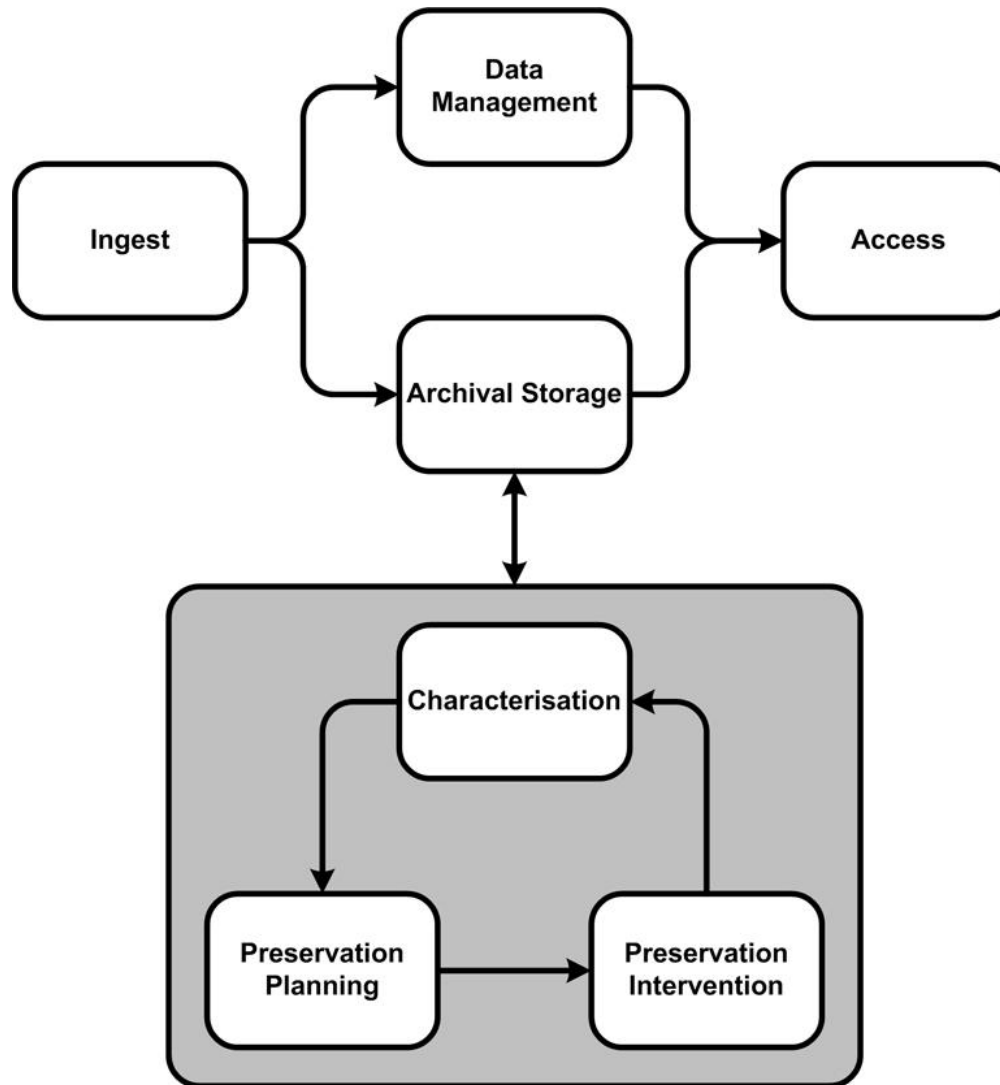 Data
Management
Ingest
Access
Archival Storage
Characterisation
Preservation
Planning
Preservation
Intervention